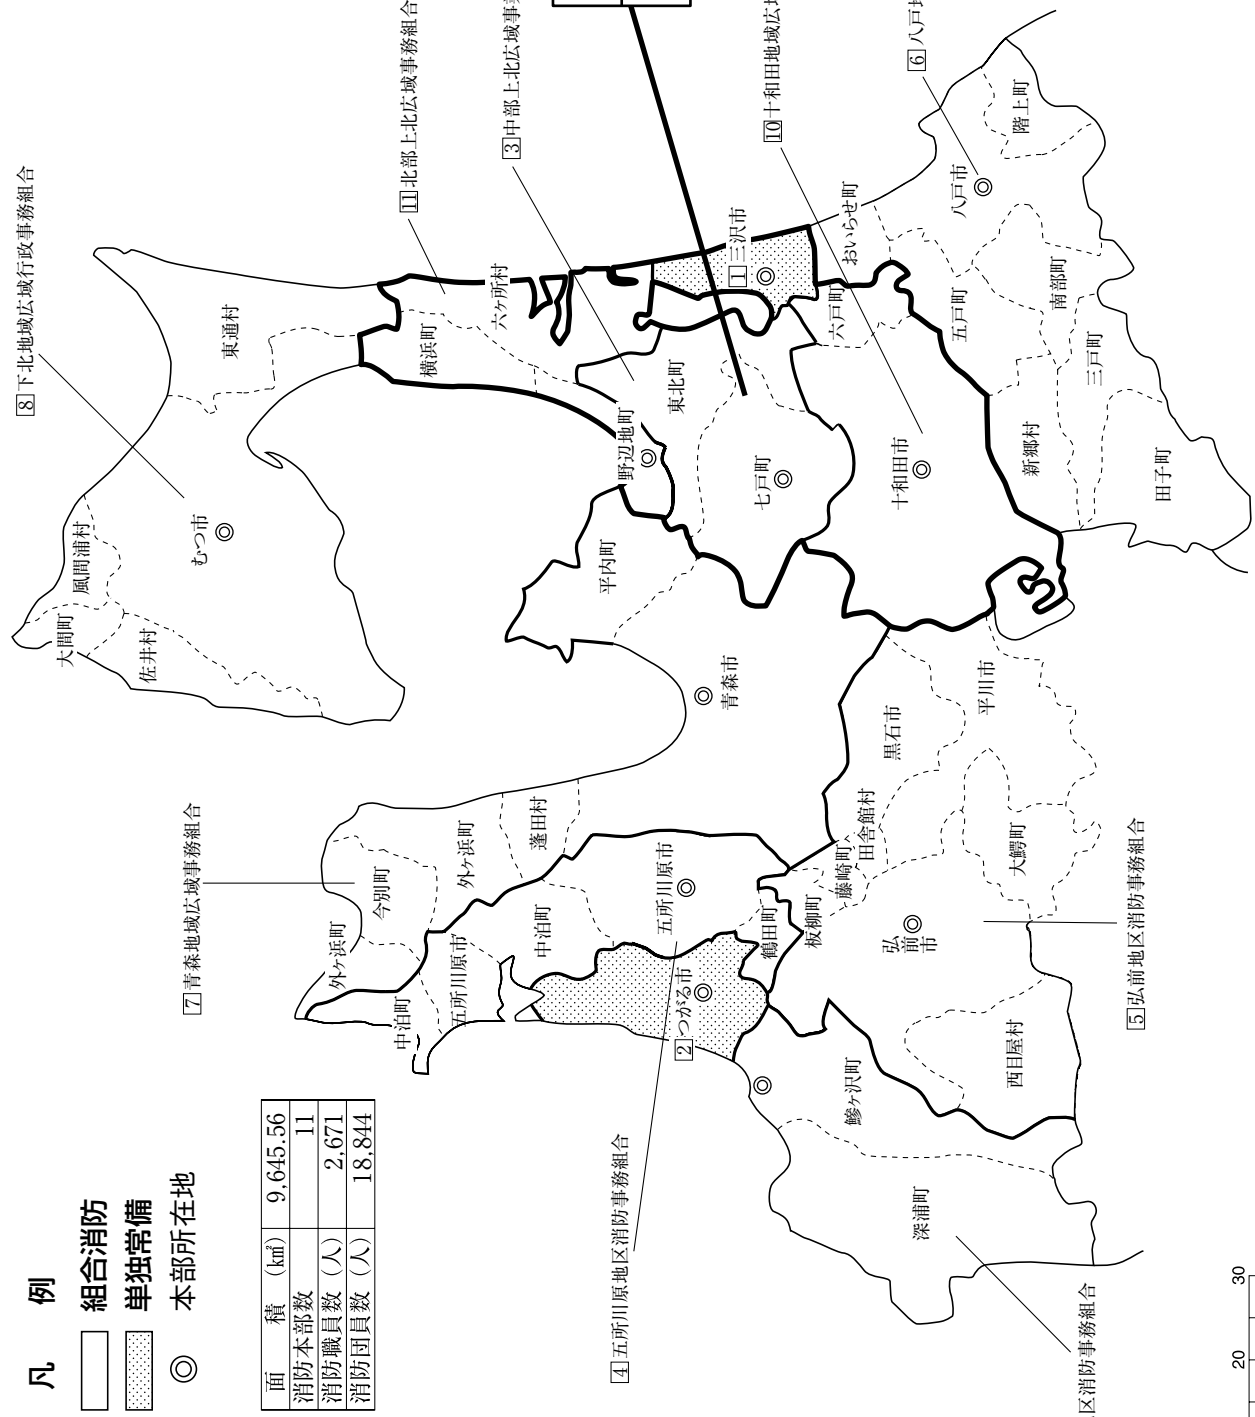 凡 例
組合消防
単独常備
本部所在地
面 積 (㎢) 9,645.56
消防本部数 11
消防職員数(人) 2,671
消防団員数(人) 18,844
8 下北地域広域行政事務組合
11 北部上北広域事務組合
3 中部上北広域事
10 十和田地域広域
6 八戸地
7 青森地域広域事務組合
4 五所川原地区消防事務組合
5 弘前地区消防事務組合
区消防事務組合
大間町
風間浦村
佐井村
むつ市
東通村
横浜町
六ヶ所村
野辺地町
東北町
七戸町
1 三沢市
六戸町
おいらせ町
十和田市
八戸市
階上町
五戸町
南部町
三戸町
新郷村
田子町
平内町
青森市
外ヶ浜町
今別町
外ヶ浜町
蓬田村
中泊町
五所川原市
中泊町
五所川原市
2 つがる市
鶴田町
板柳町
藤崎町
田舎館村
黒石市
平川市
大鰐町
弘前市
西目屋村
鰺ヶ沢町
深浦町
20
30